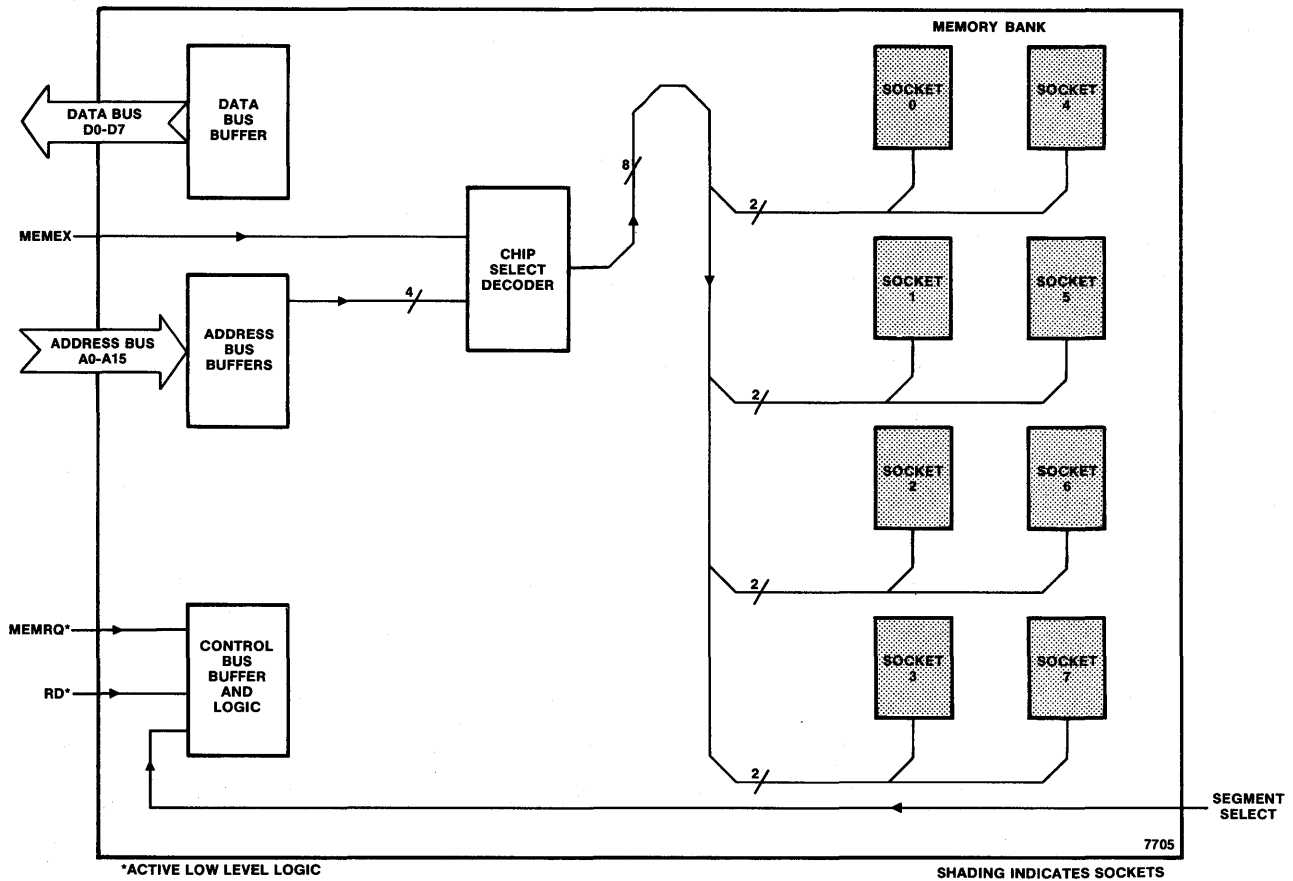 MEMORY BANK
DATA BUS
D0-D7
DATA
BUS
BUFFER
SOCKET
0
SOCKET
4
8
2
MEMEX
CHIP
SELECT
DECODER
SOCKET
1
SOCKET
5
4
ADDRESS BUS
A0-A15
ADDRESS
BUS
BUFFERS
2
SOCKET
2
SOCKET
6
2
MEMRQ*
RD*
CONTROL
BUS
BUFFER
AND
LOGIC
SOCKET
3
SOCKET
7
2
SEGMENT
SELECT
7705
*ACTIVE LOW LEVEL LOGIC
SHADING INDICATES SOCKETS